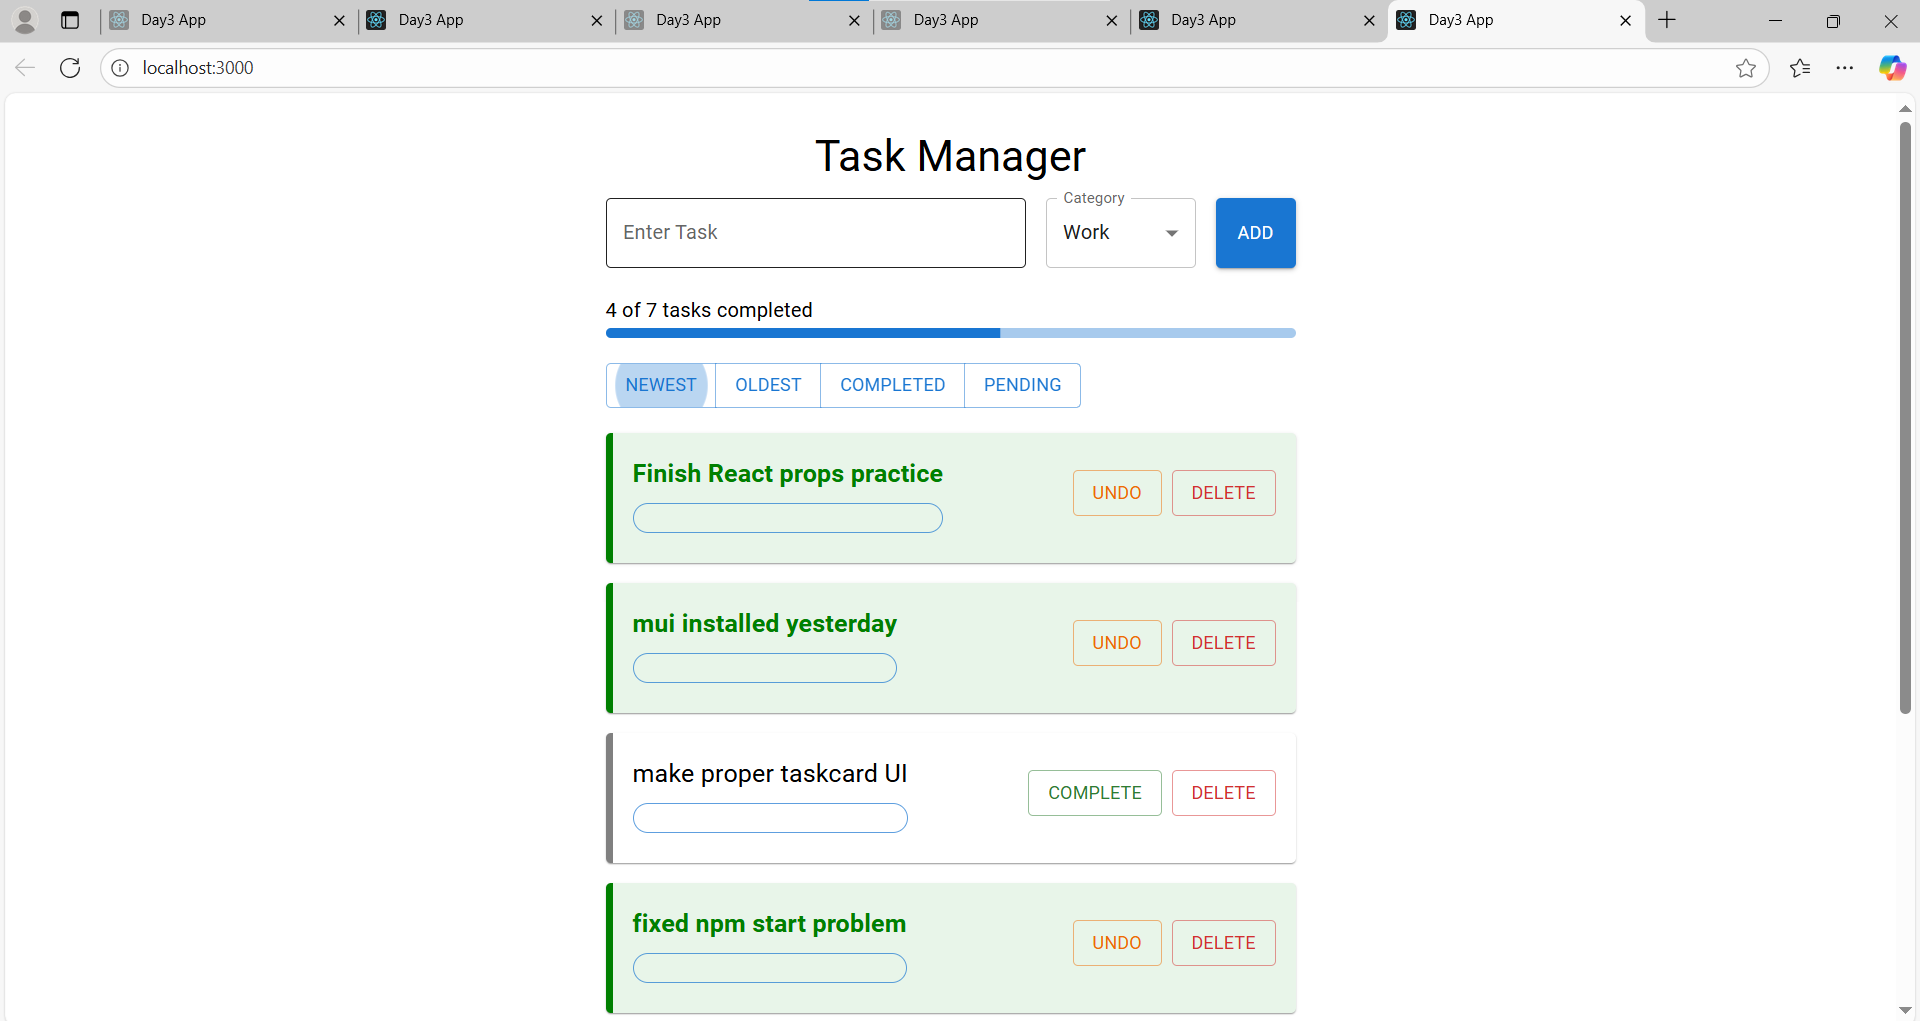 Day3 App
Day3 App
Day3 App
Day3 App
Day3 App
Day3 App
localhost:3000
Task Manager
Enter Task
Category
Work
ADD
4 of 7 tasks completed
NEWEST
OLDEST
COMPLETED
PENDING
Finish React props practice
UNDO
DELETE
mui installed yesterday
UNDO
DELETE
make proper taskcard UI
COMPLETE
DELETE
fixed npm start problem
UNDO
DELETE